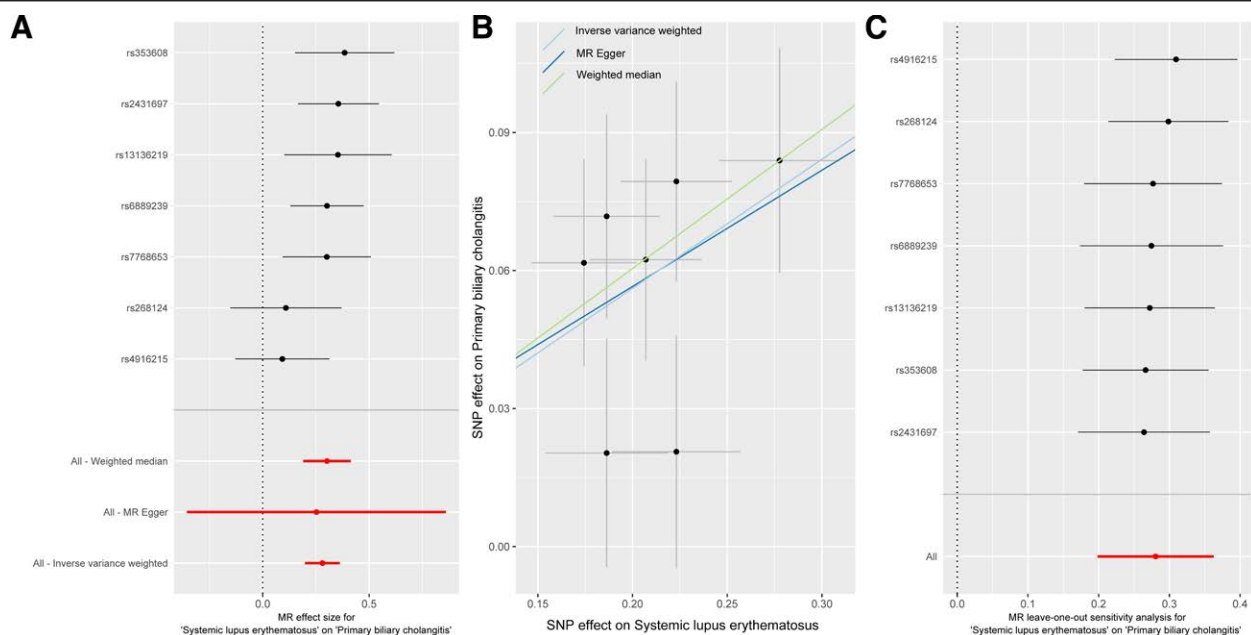 A
rs353608
rs2431697
rs13136219
rs6889239
rs7768653
rs268124
rs4916215
All - Weighted median
All - MR Egger
All - Inverse variance weighted
0.0 0.5
MR effect size for
'Systemic lupus erythematosus' on 'Primary biliary cholangitis'
B
Inverse variance weighted
MR Egger
Weighted median
SNP effect on Primary biliary cholangitis
0.09
0.06
0.03
0.00
0.15 0.20 0.25 0.30
SNP effect on Systemic lupus erythematosus
C
rs4916215
rs268124
rs7768653
rs6889239
rs13136219
rs353608
rs2431697
All
0.0 0.1 0.2 0.3 0.4
MR leave-one-out sensitivity analysis for
'Systemic lupus erythematosus' on 'Primary biliary cholangitis'